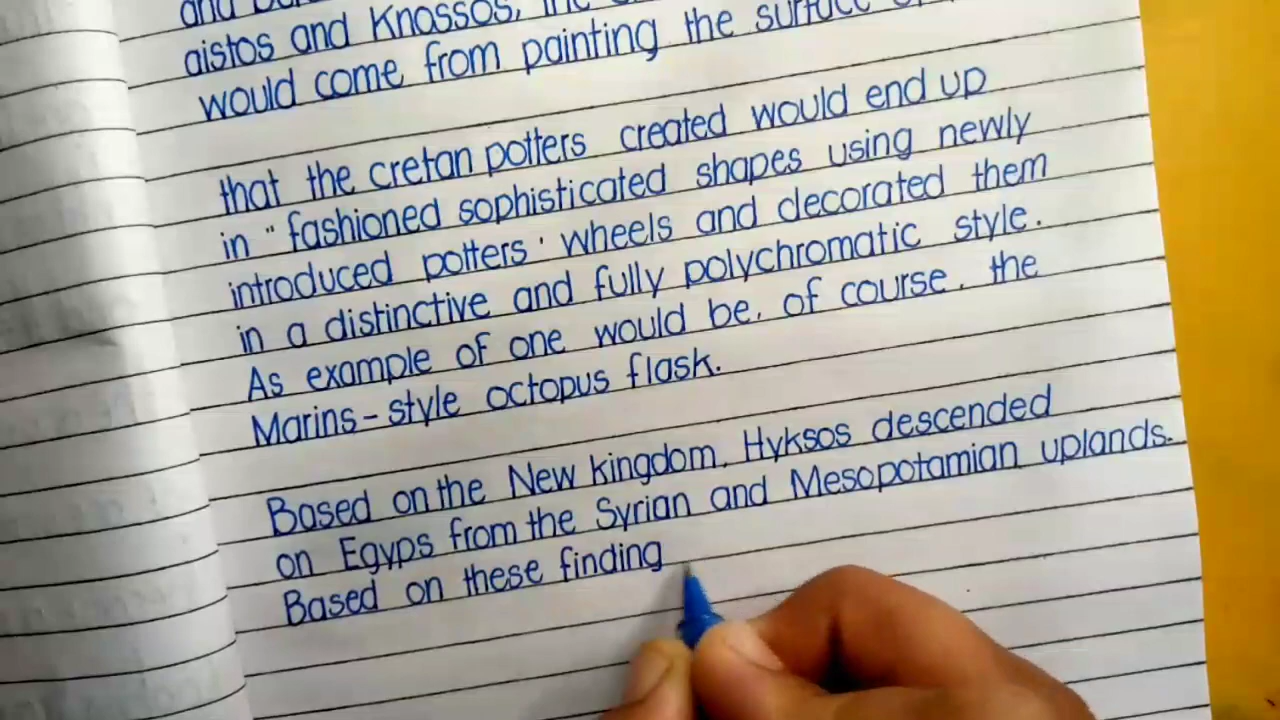 aistos and Knossos,
would come from painting the surface
that the cretan potters created would end up
in " fashioned sophisticated shapes using newly
introduced potters ' wheels and decorated them
in a distinctive and fully polychromatic style.
As example of one would be, of course, the
Marins - style octopus flask.
Based on the New kingdom, Hyksos descended
on Egyps from the Syrian and Mesopotamian uplands.
Based on these finding